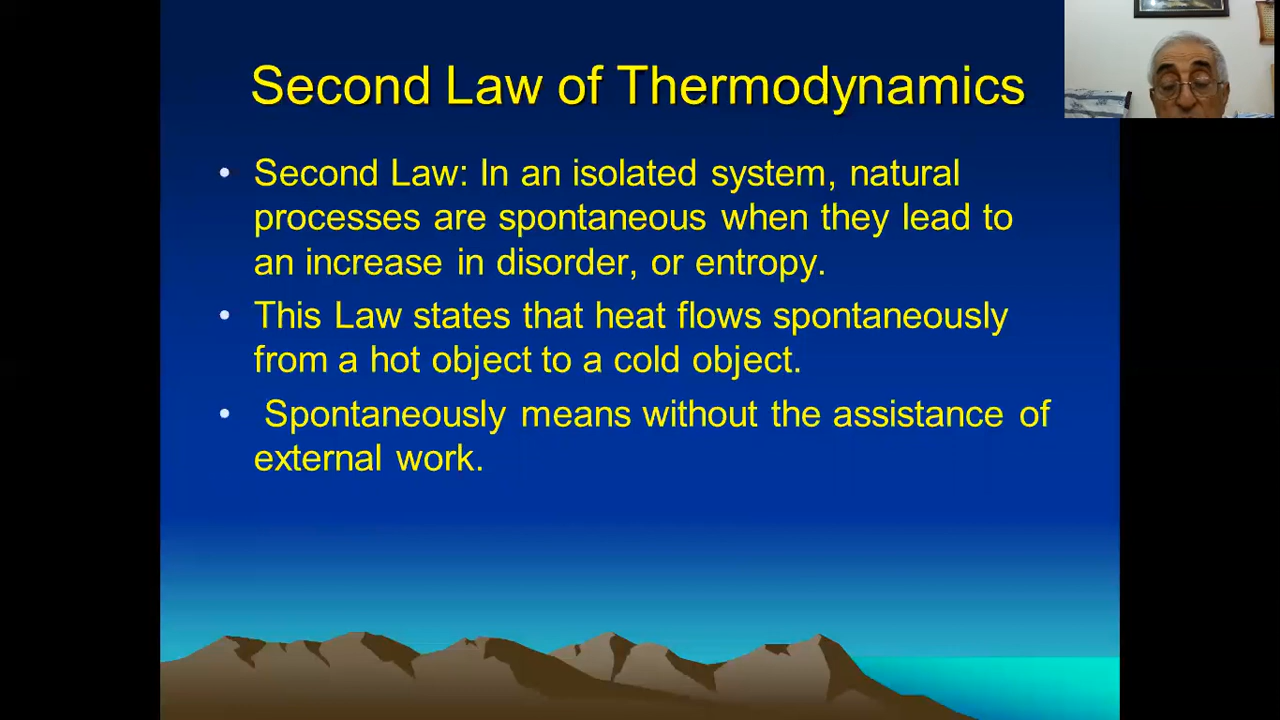 Second Law of Thermodynamics
• Second Law: In an isolated system, natural
processes are spontaneous when they lead to
an increase in disorder, or entropy.
• This Law states that heat flows spontaneously
from a hot object to a cold object.
• Spontaneously means without the assistance of
external work.